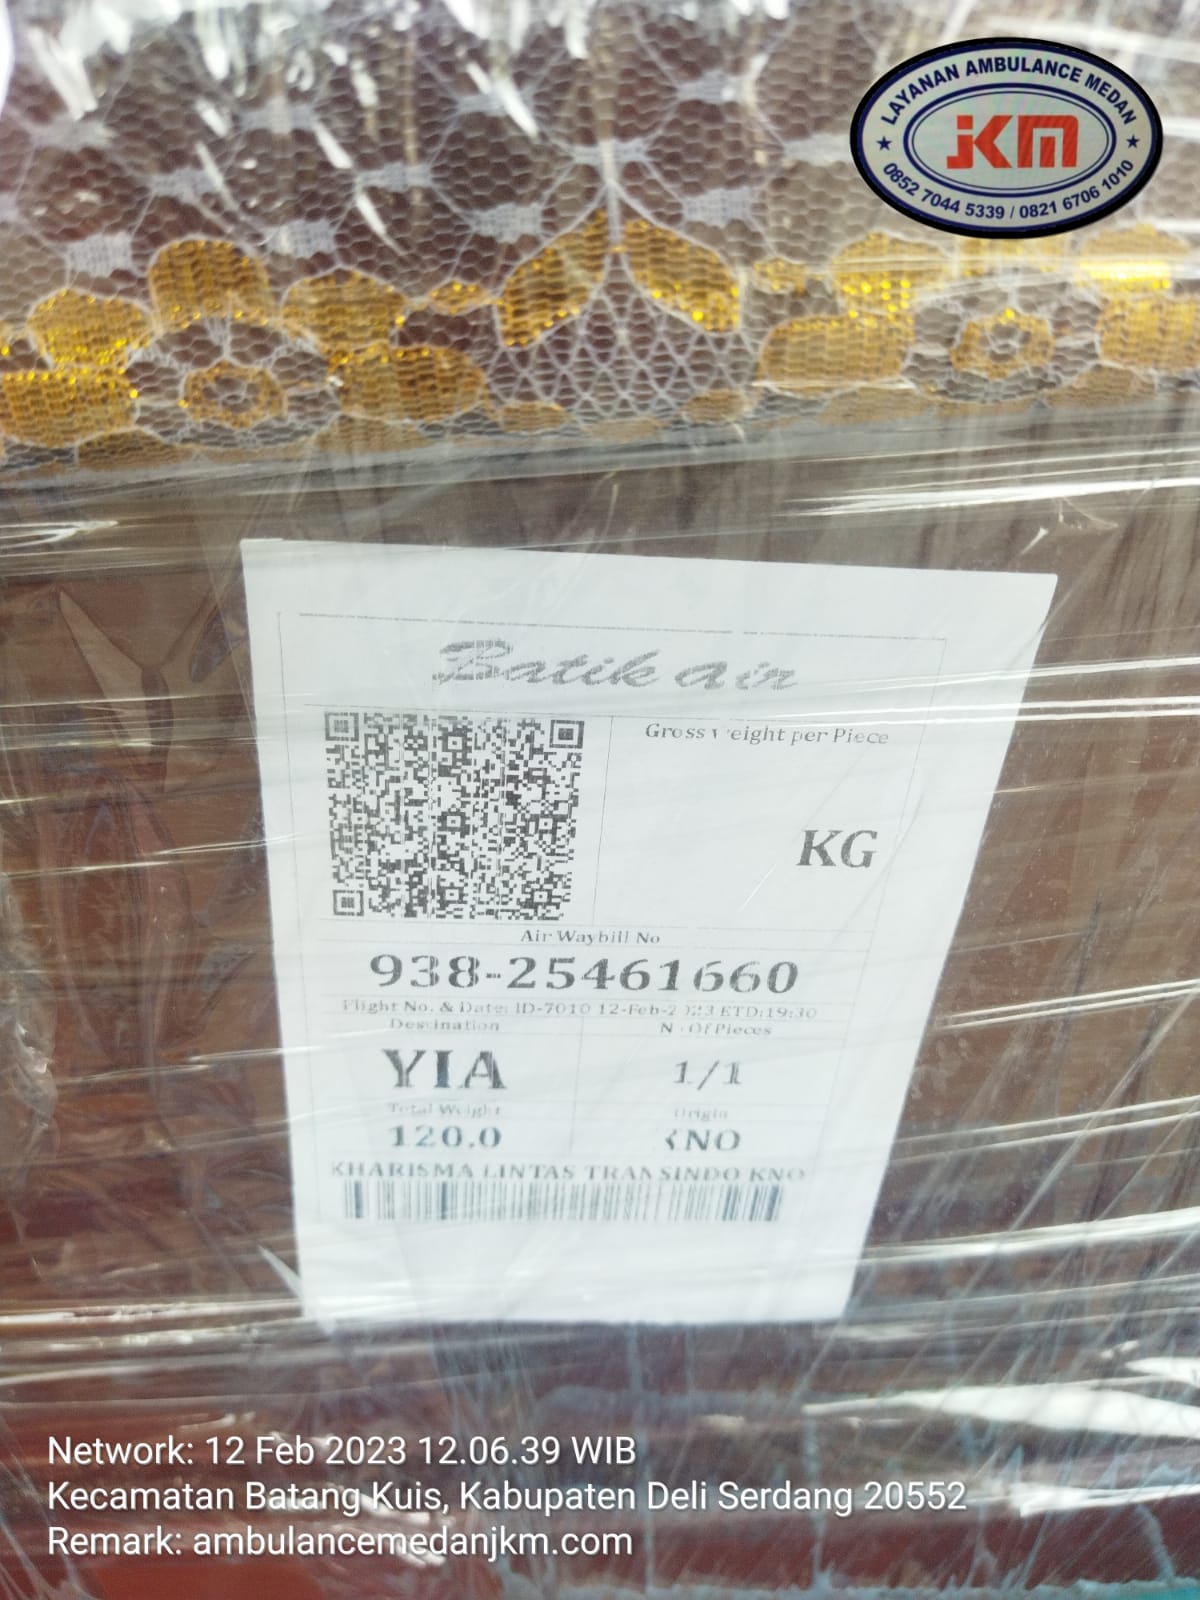 LAYANAN AMBULANCE MEDAN
JKM
0852 7044 5339 / 0821 6706 1010
Batik air
Gross weight per Piece
KG
Air Waybill No
938-25461660
Flight No. & Date: ID-7010 12-Feb-2023 ETD:19:30
Destination
No Of Pieces
YIA
1/1
Total Weight
Origin
120.0
KNO
KHARISMA LINTAS TRANSINDO KNO
Network: 12 Feb 2023 12.06.39 WIB
Kecamatan Batang Kuis, Kabupaten Deli Serdang 20552
Remark: ambulancemedanjkm.com